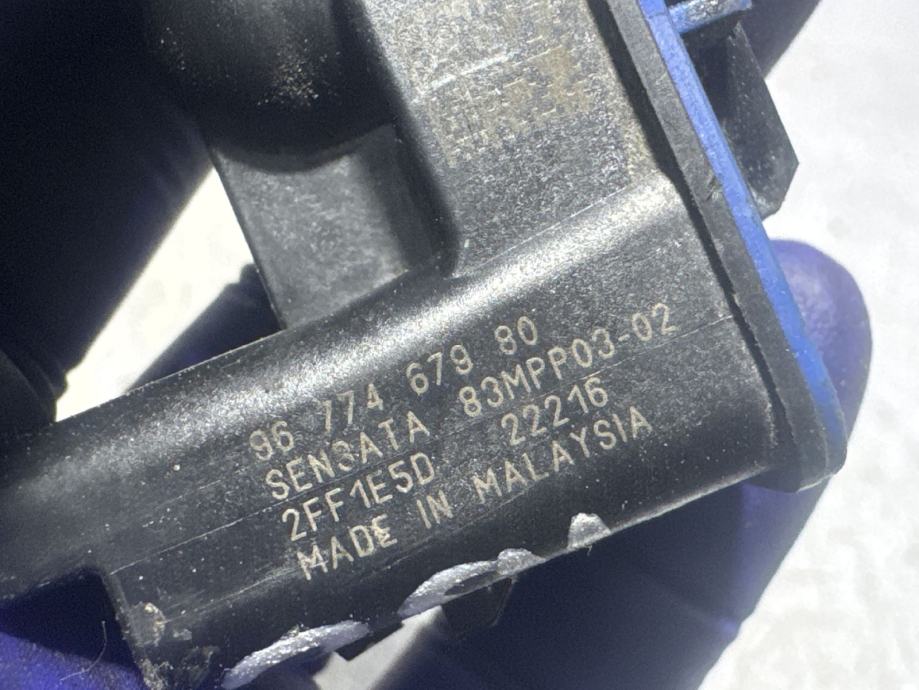 96 774 679 80
SENSATA 83MPP03-02
2FF1E5D 22216
MADE IN MALAYSIA